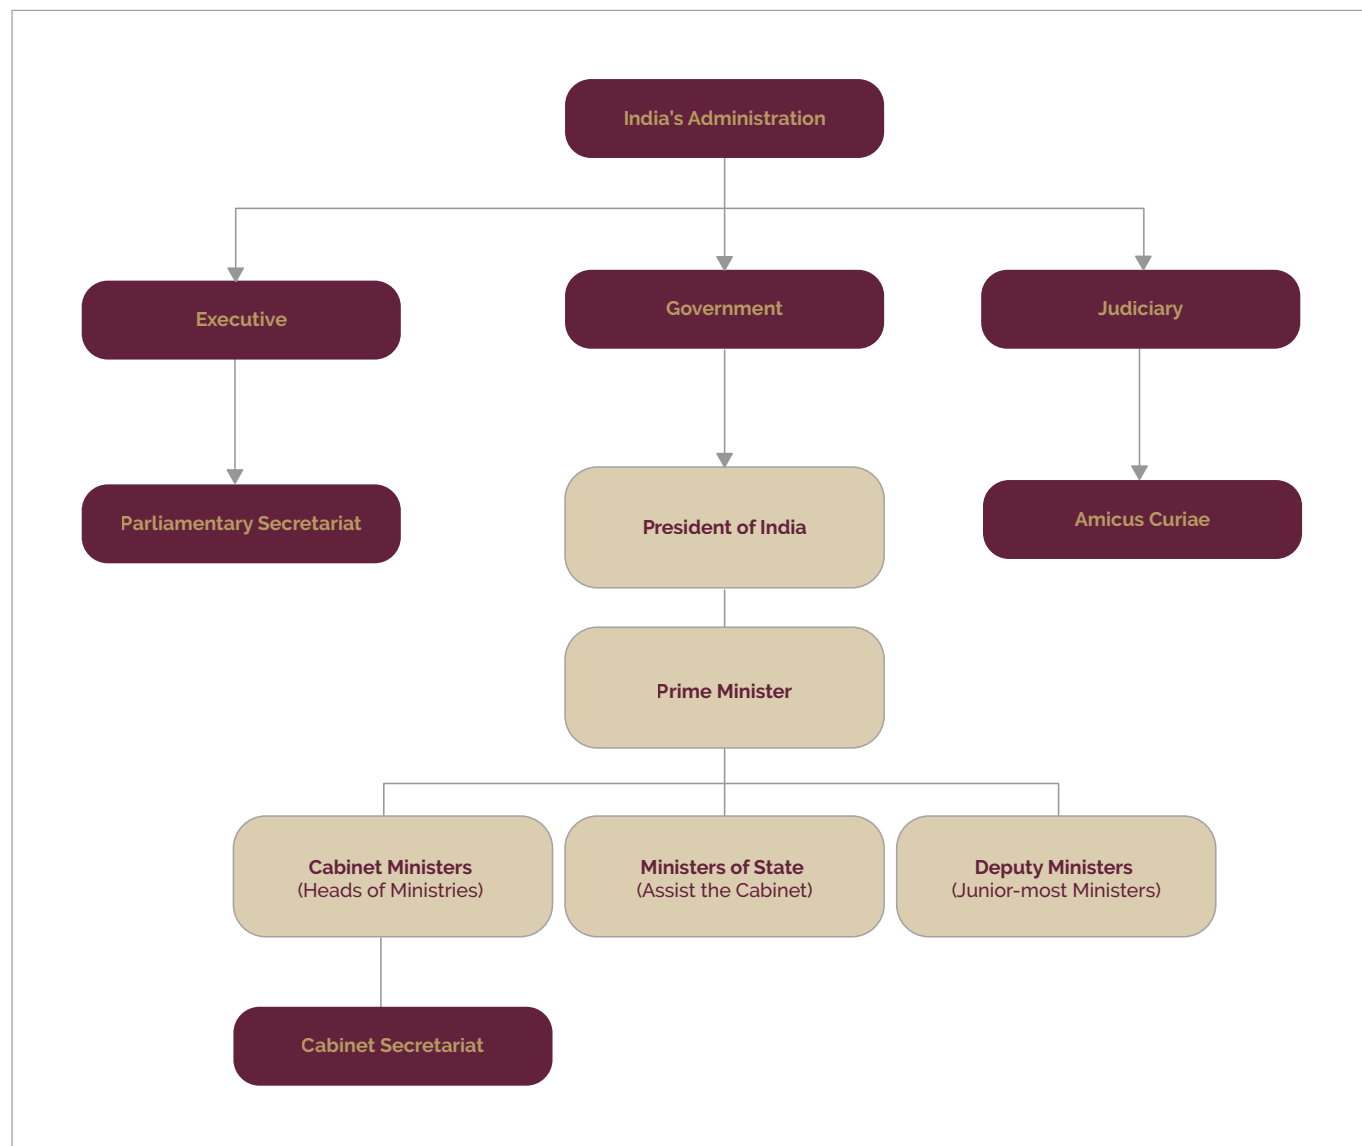 India's Administration
Executive
Government
Judiciary
Parliamentary Secretariat
President of India
Amicus Curiae
Prime Minister
Cabinet Ministers
(Heads of Ministries)
Ministers of State
(Assist the Cabinet)
Deputy Ministers
(Junior-most Ministers)
Cabinet Secretariat